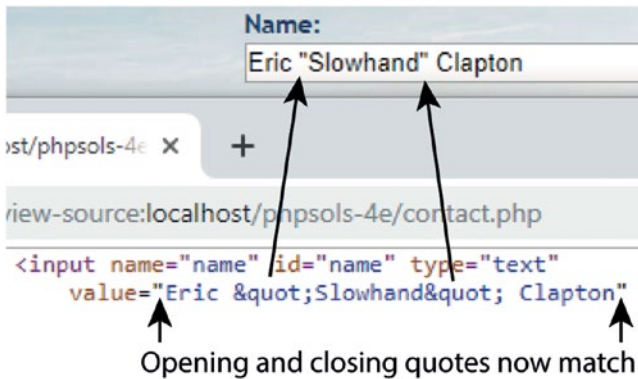 Name:
Eric "Slowhand" Clapton
ost/phpsols-4e × +
view-source:localhost/phpsols-4e/contact.php
<input name="name" id="name" type="text"
value="Eric &quot;Slowhand&quot; Clapton"
Opening and closing quotes now match